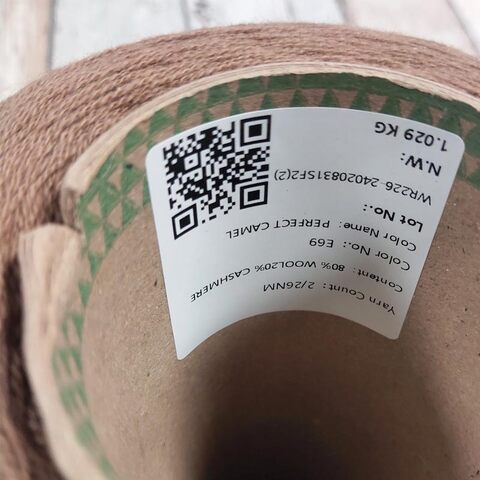 Yarn Count: 2/26NM
Content: 80% WOOL20% CASHMERE
Color No.: E69
Color Name: PERFECT CAMEL
Lot No.:
WR226-24020831SF2(2)
N.W:
1.029 KG